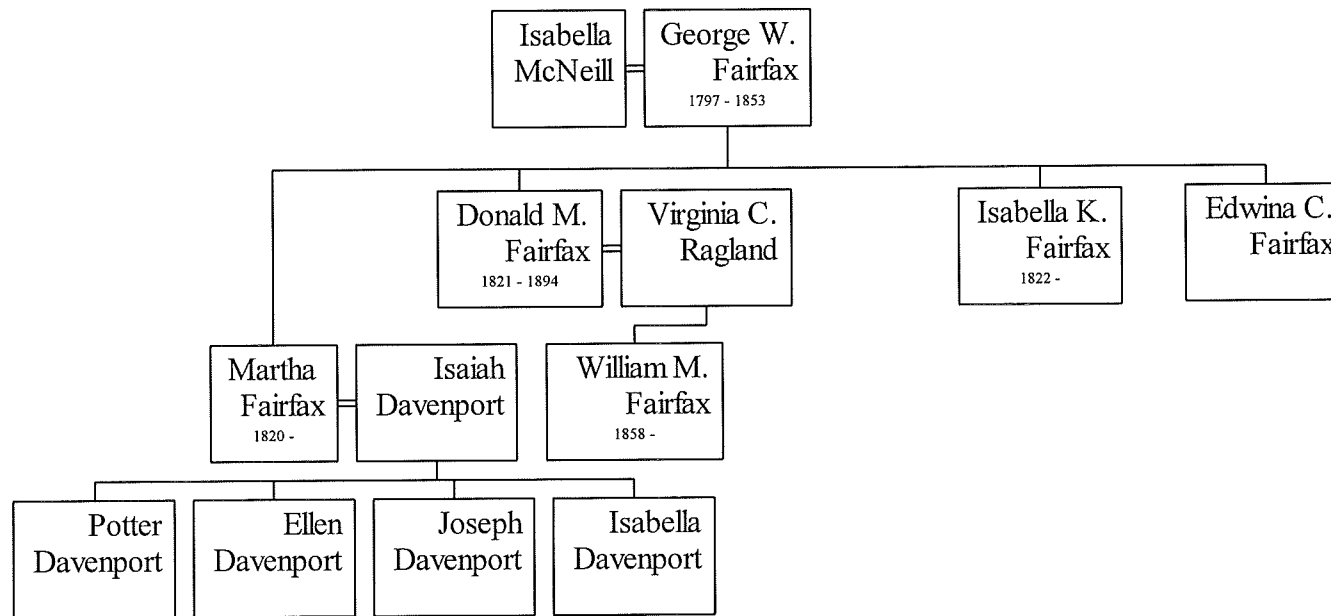 Isabella
McNeill
George W.
Fairfax
1797 - 1853
Donald M.
Fairfax
1821 - 1894
Virginia C.
Ragland
Isabella K.
Fairfax
1822 -
Edwina C.
Fairfax
Martha
Fairfax
1820 -
Isaiah
Davenport
William M.
Fairfax
1858 -
Potter
Davenport
Ellen
Davenport
Joseph
Davenport
Isabella
Davenport